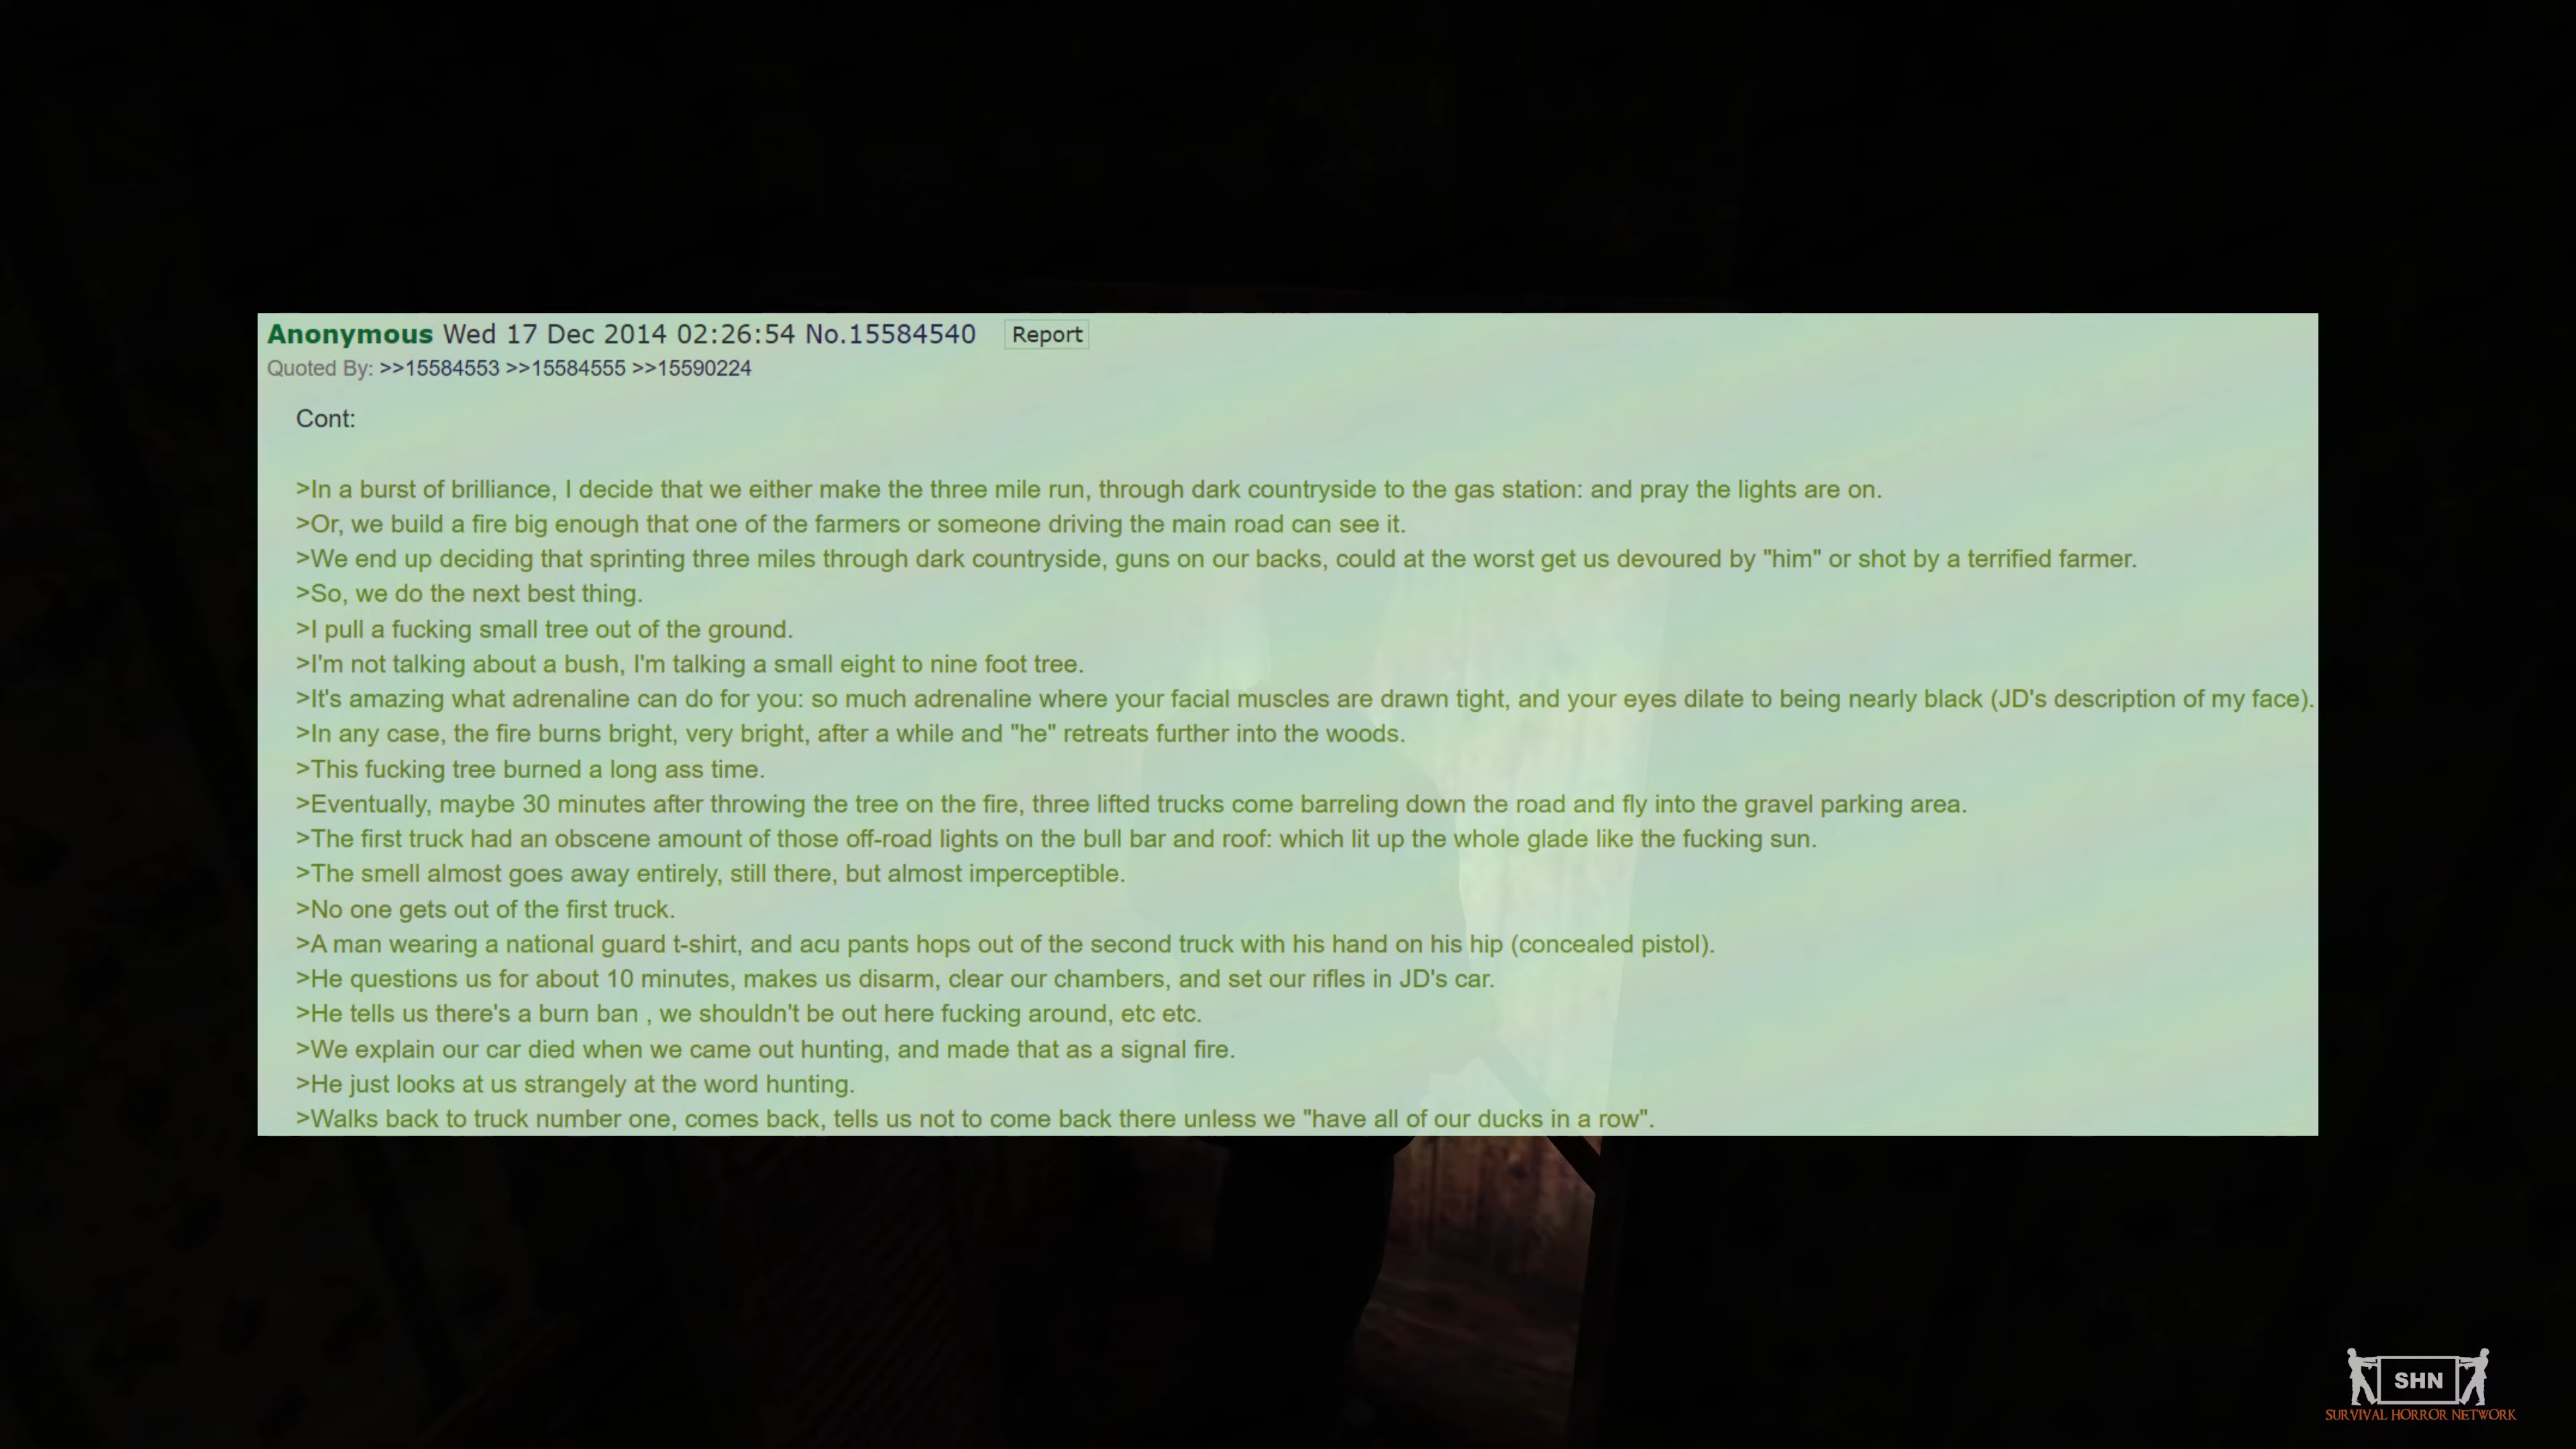 Anonymous Wed 17 Dec 2014 02:26:54 No.15584540 Report
Quoted By: >>15584553 >>15584555 >>15590224
Cont:
>In a burst of brilliance, I decide that we either make the three mile run, through dark countryside to the gas station: and pray the lights are on.
>Or, we build a fire big enough that one of the farmers or someone driving the main road can see it.
>We end up deciding that sprinting three miles through dark countryside, guns on our backs, could at the worst get us devoured by "him" or shot by a terrified farmer.
>So, we do the next best thing.
>I pull a fucking small tree out of the ground.
>I'm not talking about a bush, I'm talking a small eight to nine foot tree.
>It's amazing what adrenaline can do for you: so much adrenaline where your facial muscles are drawn tight, and your eyes dilate to being nearly black (JD's description of my face).
>In any case, the fire burns bright, very bright, after a while and "he" retreats further into the woods.
>This fucking tree burned a long ass time.
>Eventually, maybe 30 minutes after throwing the tree on the fire, three lifted trucks come barreling down the road and fly into the gravel parking area.
>The first truck had an obscene amount of those off-road lights on the bull bar and roof: which lit up the whole glade like the fucking sun.
>The smell almost goes away entirely, still there, but almost imperceptible.
>No one gets out of the first truck.
>A man wearing a national guard t-shirt, and acu pants hops out of the second truck with his hand on his hip (concealed pistol).
>He questions us for about 10 minutes, makes us disarm, clear our chambers, and set our rifles in JD's car.
>He tells us there's a burn ban , we shouldn't be out here fucking around, etc etc.
>We explain our car died when we came out hunting, and made that as a signal fire.
>He just looks at us strangely at the word hunting.
>Walks back to truck number one, comes back, tells us not to come back there unless we "have all of our ducks in a row".
SHN
SURVIVAL HORROR NETWORK